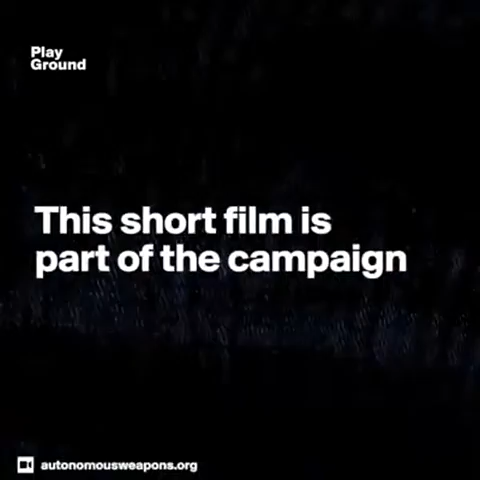 Play
Ground
This short film is
part of the campaign
autonomousweapons.org